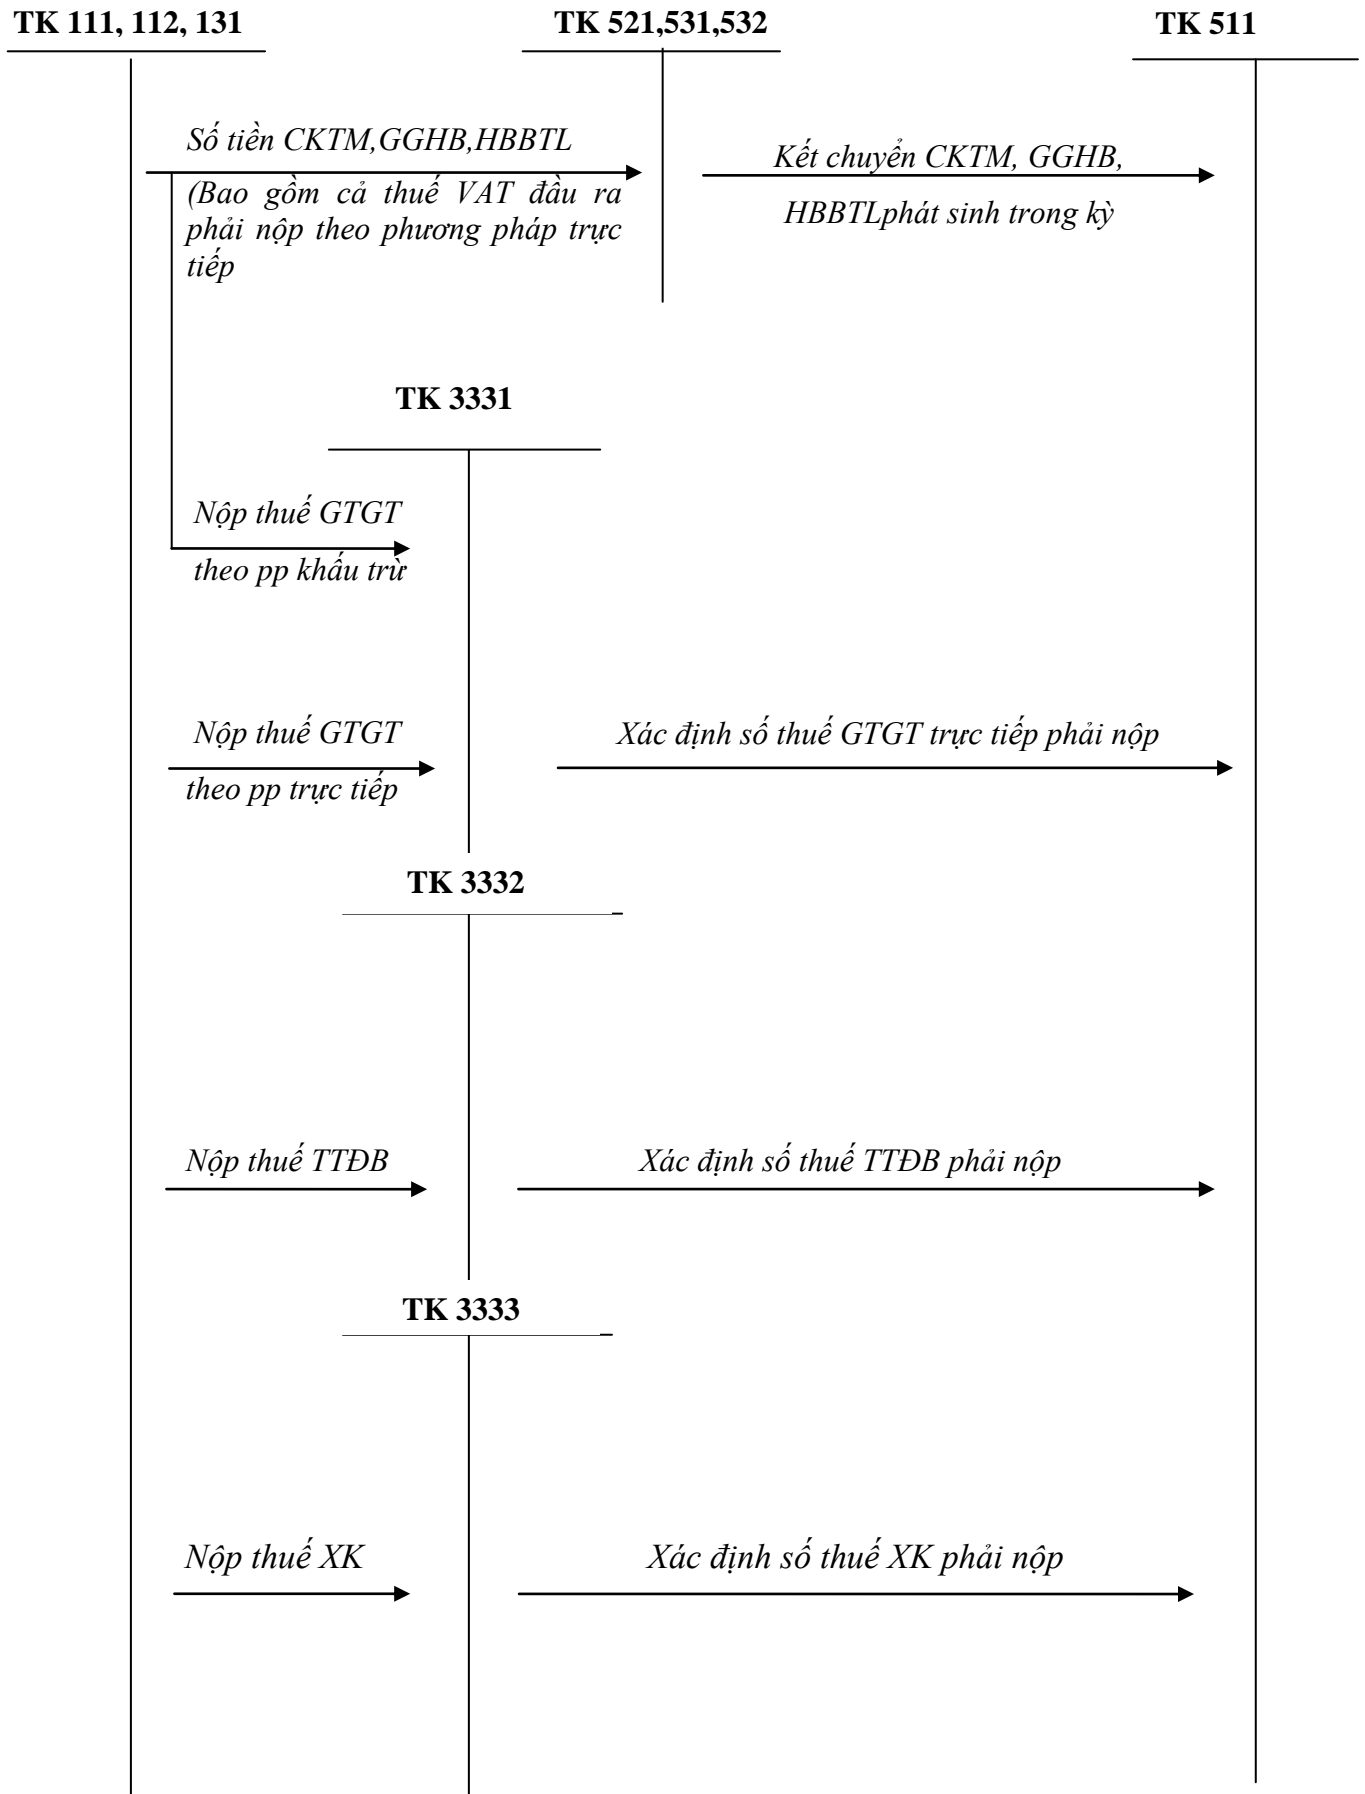 TK 111, 112, 131
TK 521,531,532
TK 511
Số tiền CKTM,GGHB,HBBTL
(Bao gồm cả thuế VAT đầu ra
phải nộp theo phương pháp trực
tiếp
Kết chuyển CKTM, GGHB,
HBBTLphát sinh trong kỳ
TK 3331
Nộp thuế GTGT
theo pp khấu trừ
Nộp thuế GTGT
theo pp trực tiếp
Xác định số thuế GTGT trực tiếp phải nộp
TK 3332
Nộp thuế TTĐB
Xác định số thuế TTĐB phải nộp
TK 3333
Nộp thuế XK
Xác định số thuế XK phải nộp